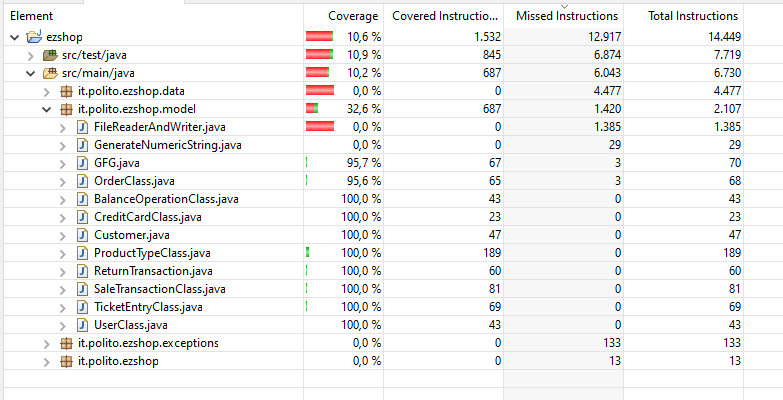 Element Coverage Covered Instructio... Missed Instructions Total Instructions
ezshop 10,6 % 1.532 12.917 14.449
src/test/java 10,9 % 845 6.874 7.719
src/main/java 10,2 % 687 6.043 6.730
it.polito.ezshop.data 0,0 % 0 4.477 4.477
it.polito.ezshop.model 32,6 % 687 1.420 2.107
FileReaderAndWriter.java 0,0 % 0 1.385 1.385
GenerateNumericString.java 0,0 % 0 29 29
GFG.java 95,7 % 67 3 70
OrderClass.java 95,6 % 65 3 68
BalanceOperationClass.java 100,0 % 43 0 43
CreditCardClass.java 100,0 % 23 0 23
Customer.java 100,0 % 47 0 47
ProductTypeClass.java 100,0 % 189 0 189
ReturnTransaction.java 100,0 % 60 0 60
SaleTransactionClass.java 100,0 % 81 0 81
TicketEntryClass.java 100,0 % 69 0 69
UserClass.java 100,0 % 43 0 43
it.polito.ezshop.exceptions 0,0 % 0 133 133
it.polito.ezshop 0,0 % 0 13 13